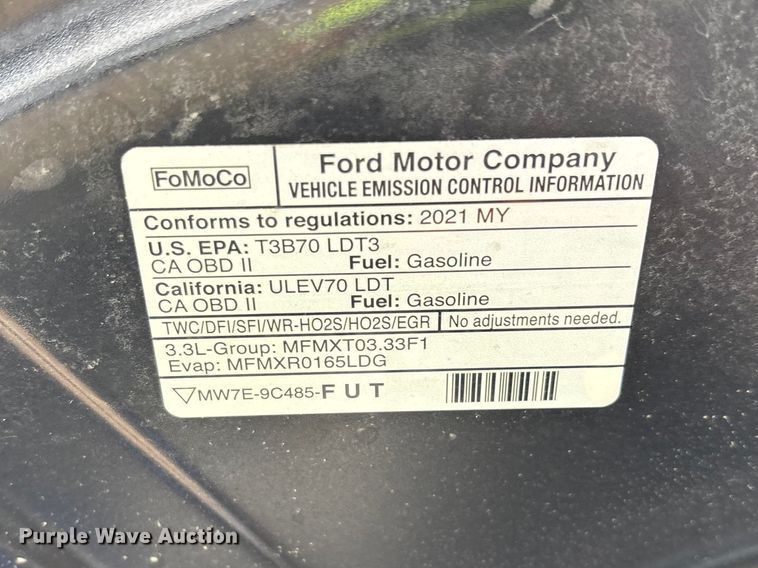 FoMoCo
Ford Motor Company
VEHICLE EMISSION CONTROL INFORMATION
Conforms to regulations: 2021 MY
U.S. EPA: T3B70 LDT3
CA OBD II Fuel: Gasoline
California: ULEV70 LDT
CA OBD II Fuel: Gasoline
TWC/DFI/SFI/WR-HO2S/HO2S/EGR No adjustments needed.
3.3L-Group: MFMXT03.33F1
Evap: MFMXR0165LDG
MW7E-9C485-F U T
Purple Wave Auction